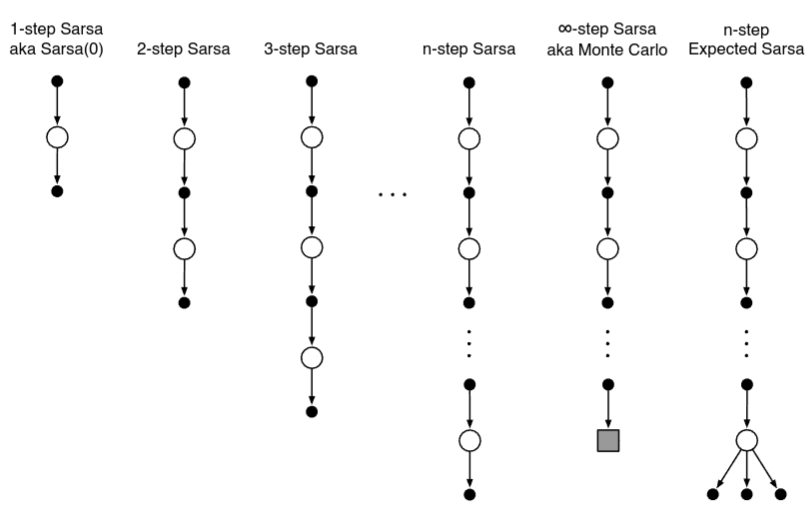 1-step Sarsa
aka Sarsa(0)
2-step Sarsa
3-step Sarsa
n-step Sarsa
∞-step Sarsa
aka Monte Carlo
n-step
Expected Sarsa
. . .